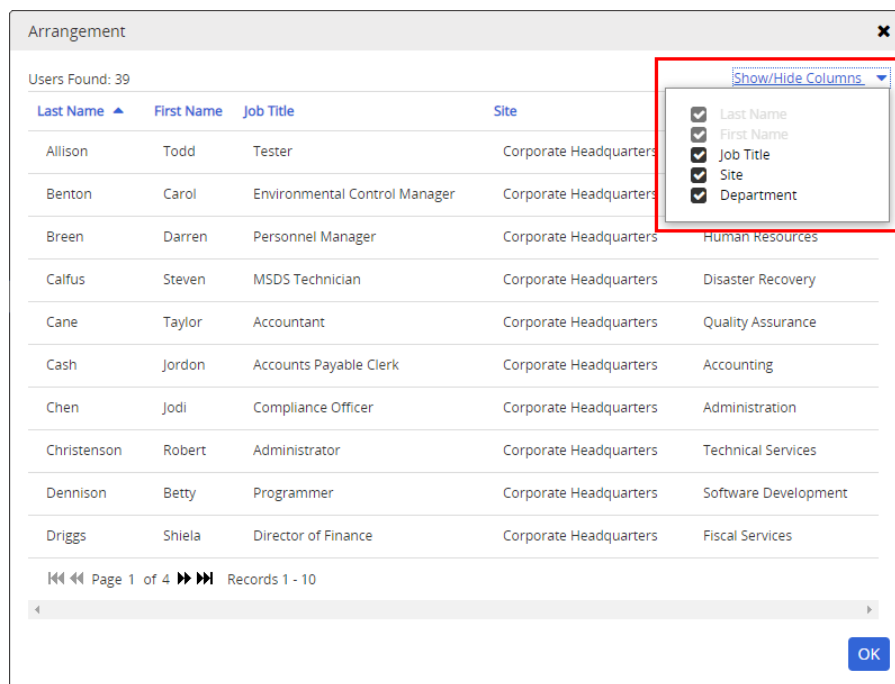 Arrangement
Users Found: 39
Show/Hide Columns
Last Name First Name Job Title Site
Last Name
First Name
Job Title
Site
Department
Allison Todd Tester Corporate Headquarters
Benton Carol Environmental Control Manager Corporate Headquarters
Breen Darren Personnel Manager Corporate Headquarters Human Resources
Calfus Steven MSDS Technician Corporate Headquarters Disaster Recovery
Cane Taylor Accountant Corporate Headquarters Quality Assurance
Cash Jordon Accounts Payable Clerk Corporate Headquarters Accounting
Chen Jodi Compliance Officer Corporate Headquarters Administration
Christenson Robert Administrator Corporate Headquarters Technical Services
Dennison Betty Programmer Corporate Headquarters Software Development
Driggs Shiela Director of Finance Corporate Headquarters Fiscal Services
Page 1 of 4 Records 1 - 10
OK